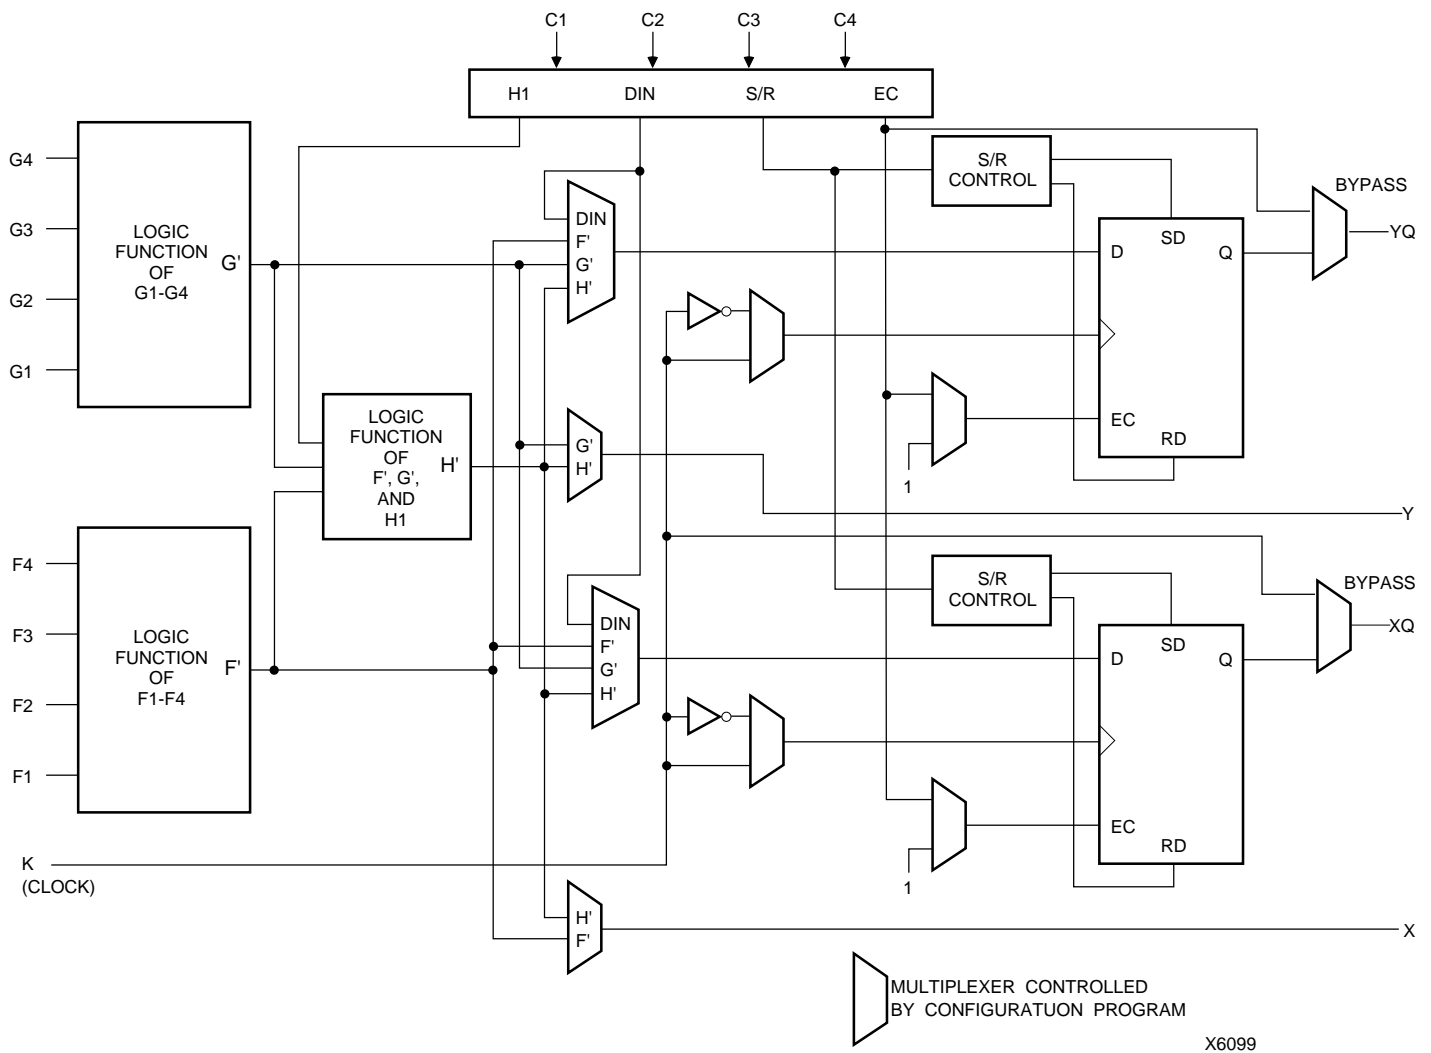 C1 C2 C3 C4
H1 DIN S/R EC
G4
G3
G2
G1
LOGIC
FUNCTION
OF
G1-G4
G'
DIN
F'
G'
H'
S/R
CONTROL
BYPASS
YQ
SD
D
Q
EC
RD
1
LOGIC
FUNCTION
OF
F', G',
AND
H1
H'
G'
H'
Y
F4
F3
F2
F1
LOGIC
FUNCTION
OF
F1-F4
F'
DIN
F'
G'
H'
S/R
CONTROL
BYPASS
XQ
SD
D
Q
EC
RD
1
K
(CLOCK)
H'
F'
X
MULTIPLEXER CONTROLLED
BY CONFIGURATUON PROGRAM
X6099